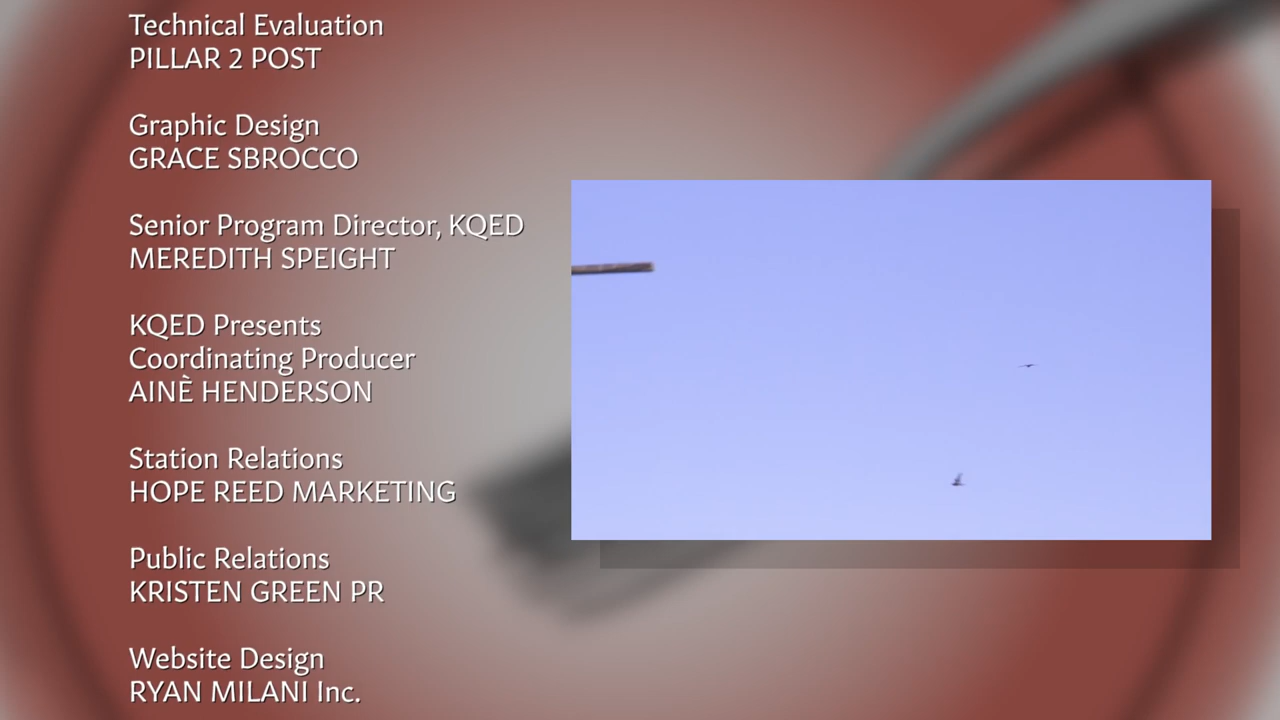 Technical Evaluation
PILLAR 2 POST
Graphic Design
GRACE SBROCCO
Senior Program Director, KQED
MEREDITH SPEIGHT
KQED Presents
Coordinating Producer
AINÈ HENDERSON
Station Relations
HOPE REED MARKETING
Public Relations
KRISTEN GREEN PR
Website Design
RYAN MILANI Inc.